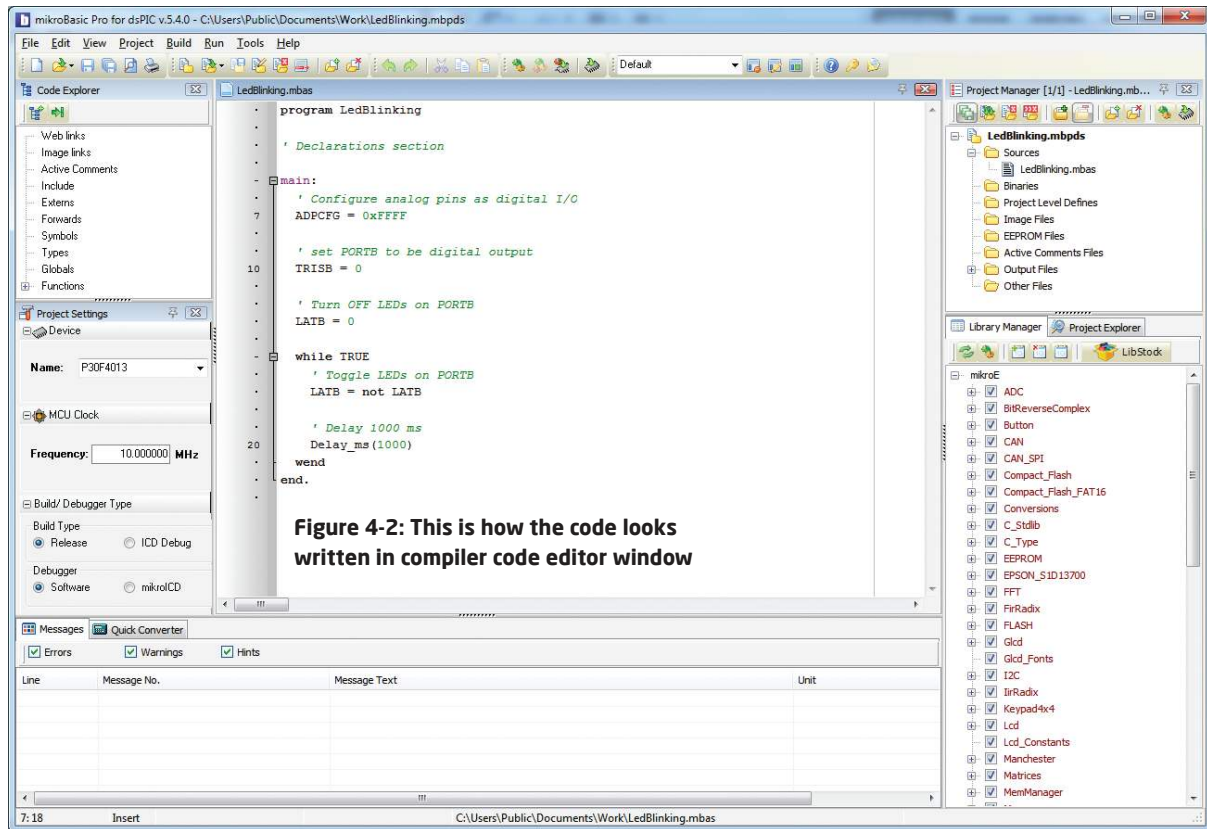 mikroBasic Pro for dsPIC v.5.4.0 - C:\Users\Public\Documents\Work\LedBlinking.mbpds
File Edit View Project Build Run Tools Help
Default
Code Explorer
Web links
Image links
Active Comments
Include
Externs
Forwards
Symbols
Types
Globals
Functions
Project Settings
Device
Name: P30F4013
MCU Clock
Frequency: 10.000000 MHz
Build/ Debugger Type
Build Type
Release ICD Debug
Debugger
Software mikroICD
LedBlinking.mbas
program LedBlinking
' Declarations section
main:
' Configure analog pins as digital I/O
7 ADPCFG = 0xFFFF
' set PORTB to be digital output
10 TRISB = 0
' Turn OFF LEDs on PORTB
LATB = 0
while TRUE
' Toggle LEDs on PORTB
LATB = not LATB
' Delay 1000 ms
20 Delay_ms(1000)
wend
end.
Figure 4-2: This is how the code looks
written in compiler code editor window
Project Manager [1/1] - LedBlinking.mb...
LedBlinking.mbpds
Sources
LedBlinking.mbas
Binaries
Project Level Defines
Image Files
EEPROM Files
Active Comments Files
Output Files
Other Files
Library Manager Project Explorer
LibStock
mikroE
ADC
BitReverseComplex
Button
CAN
CAN_SPI
Compact_Flash
Compact_Flash_FAT16
Conversions
C_Stdlib
C_Type
EEPROM
EPSON_S1D13700
FFT
FirRadix
FLASH
Glcd
Glcd_Fonts
I2C
IirRadix
Keypad4x4
Lcd
Lcd_Constants
Manchester
Matrices
MemManager
Messages Quick Converter
Errors Warnings Hints
Line Message No. Message Text Unit
7: 18 Insert C:\Users\Public\Documents\Work\LedBlinking.mbas